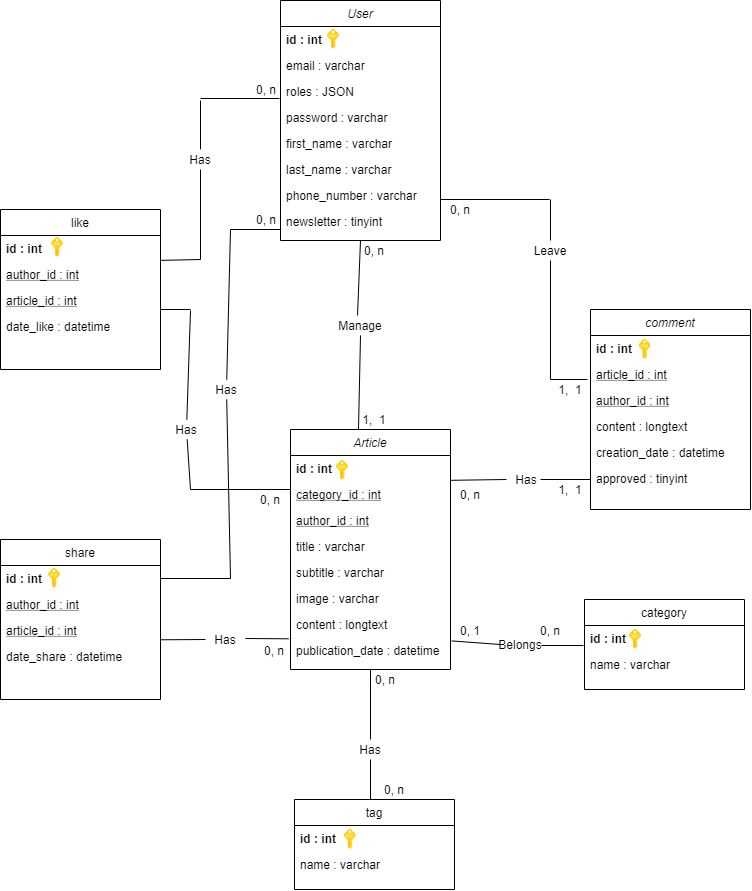 User
id : int
email : varchar
roles : JSON
password : varchar
first_name : varchar
last_name : varchar
phone_number : varchar
newsletter : tinyint
0, n
Has
0, n
0, n
0, n
Leave
like
id : int
author_id : int
article_id : int
date_like : datetime
Manage
comment
id : int
article_id : int
author_id : int
content : longtext
creation_date : datetime
approved : tinyint
1, 1
Has
Has
1, 1
Article
id : int
category_id : int
author_id : int
title : varchar
subtitle : varchar
image : varchar
content : longtext
publication_date : datetime
0, n
0, n
Has
1, 1
share
id : int
author_id : int
article_id : int
date_share : datetime
Has
0, n
0, 1
Belongs
0, n
category
id : int
name : varchar
0, n
Has
0, n
tag
id : int
name : varchar